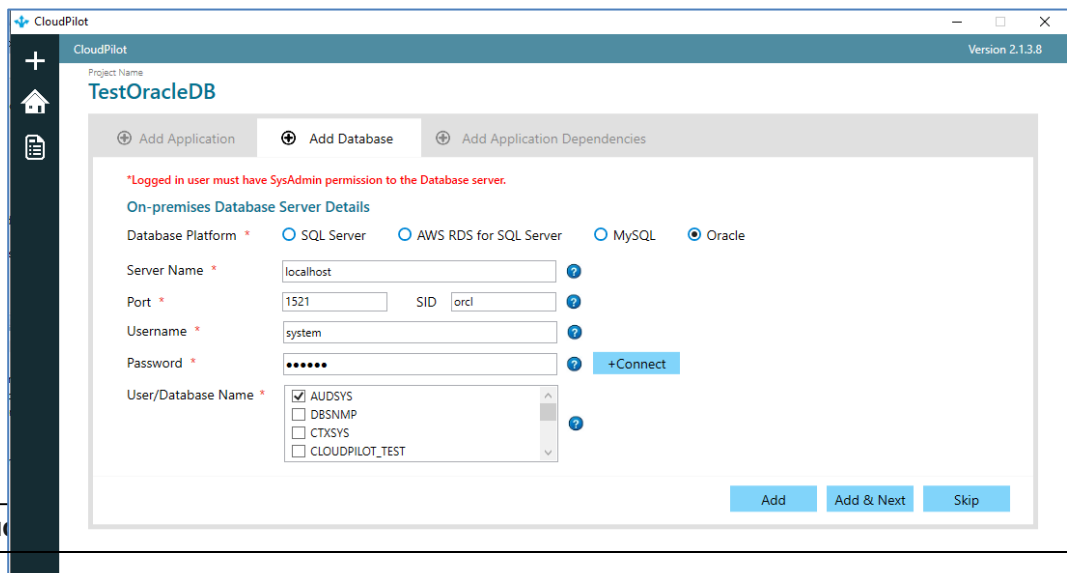 CloudPilot
CloudPilot Version 2.1.3.8
Project Name
TestOracleDB
Add Application Add Database Add Application Dependencies
*Logged in user must have SysAdmin permission to the Database server.
On-premises Database Server Details
Database Platform * SQL Server AWS RDS for SQL Server MySQL Oracle
Server Name * localhost ?
Port * 1521 SID orcl ?
Username * system ?
Password * •••••• ? +Connect
User/Database Name * AUDSYS
DBSNMP
?
CTXSYS
CLOUDPILOT_TEST
Add Add & Next Skip